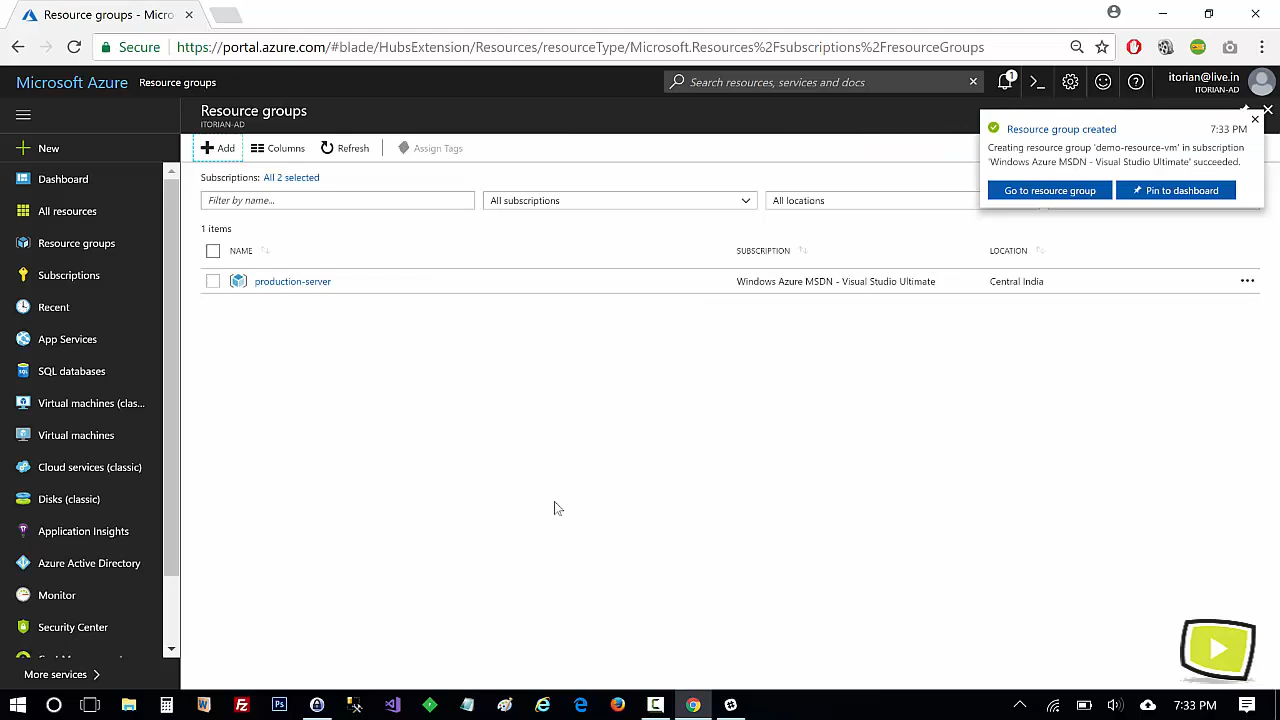 Resource groups - Micro
Secure
https://portal.azure.com/#blade/HubsExtension/Resources/resourceType/Microsoft.Resources%2Fsubscriptions%2FresourceGroups
Microsoft Azure
Resource groups
Search resources, services and docs
1
itorian@live.in
ITORIAN-AD
Resource groups
ITORIAN-AD
New
Dashboard
All resources
Resource groups
Subscriptions
Recent
App Services
SQL databases
Virtual machines (clas...
Virtual machines
Cloud services (classic)
Disks (classic)
Application Insights
Azure Active Directory
Monitor
Security Center
More services
Add
Columns
Refresh
Assign Tags
Subscriptions: All 2 selected
Filter by name...
All subscriptions
All locations
1 items
NAME
SUBSCRIPTION
LOCATION
production-server
Windows Azure MSDN - Visual Studio Ultimate
Central India
Resource group created
7:33 PM
Creating resource group 'demo-resource-vm' in subscription
'Windows Azure MSDN - Visual Studio Ultimate' succeeded.
Go to resource group
Pin to dashboard
7:33 PM